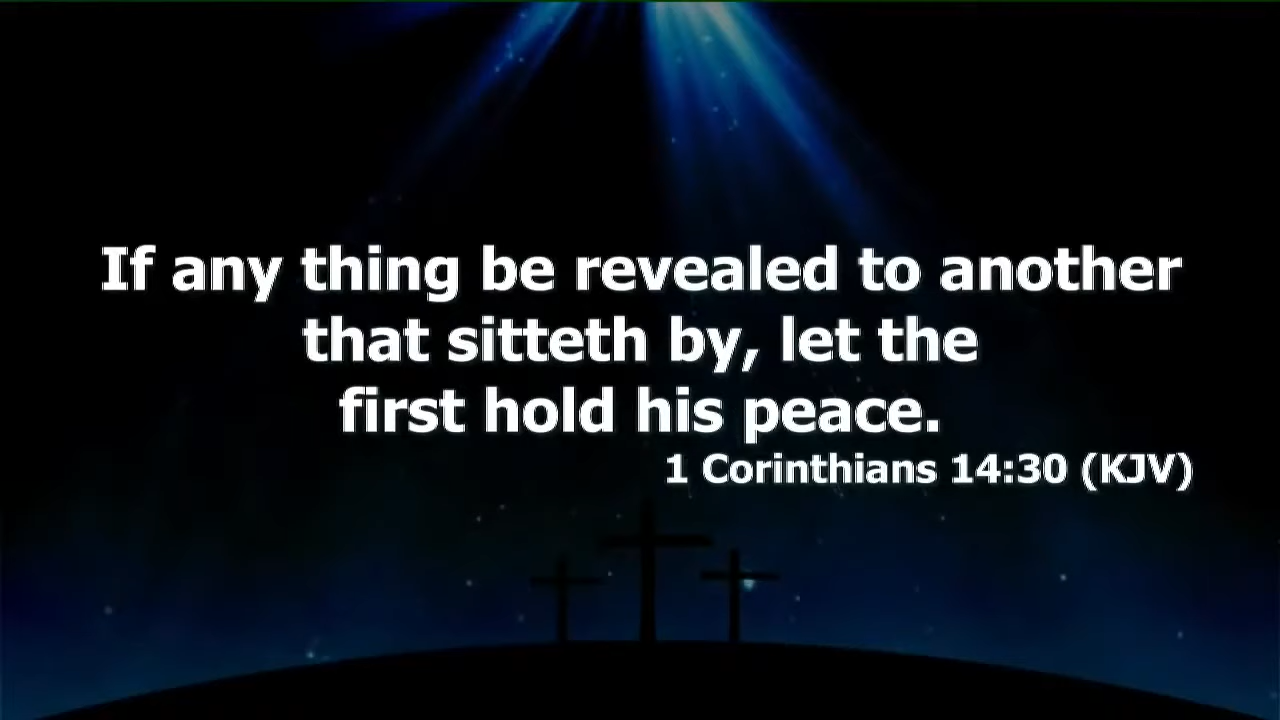 If any thing be revealed to another
that sitteth by, let the
first hold his peace.
1 Corinthians 14:30 (KJV)